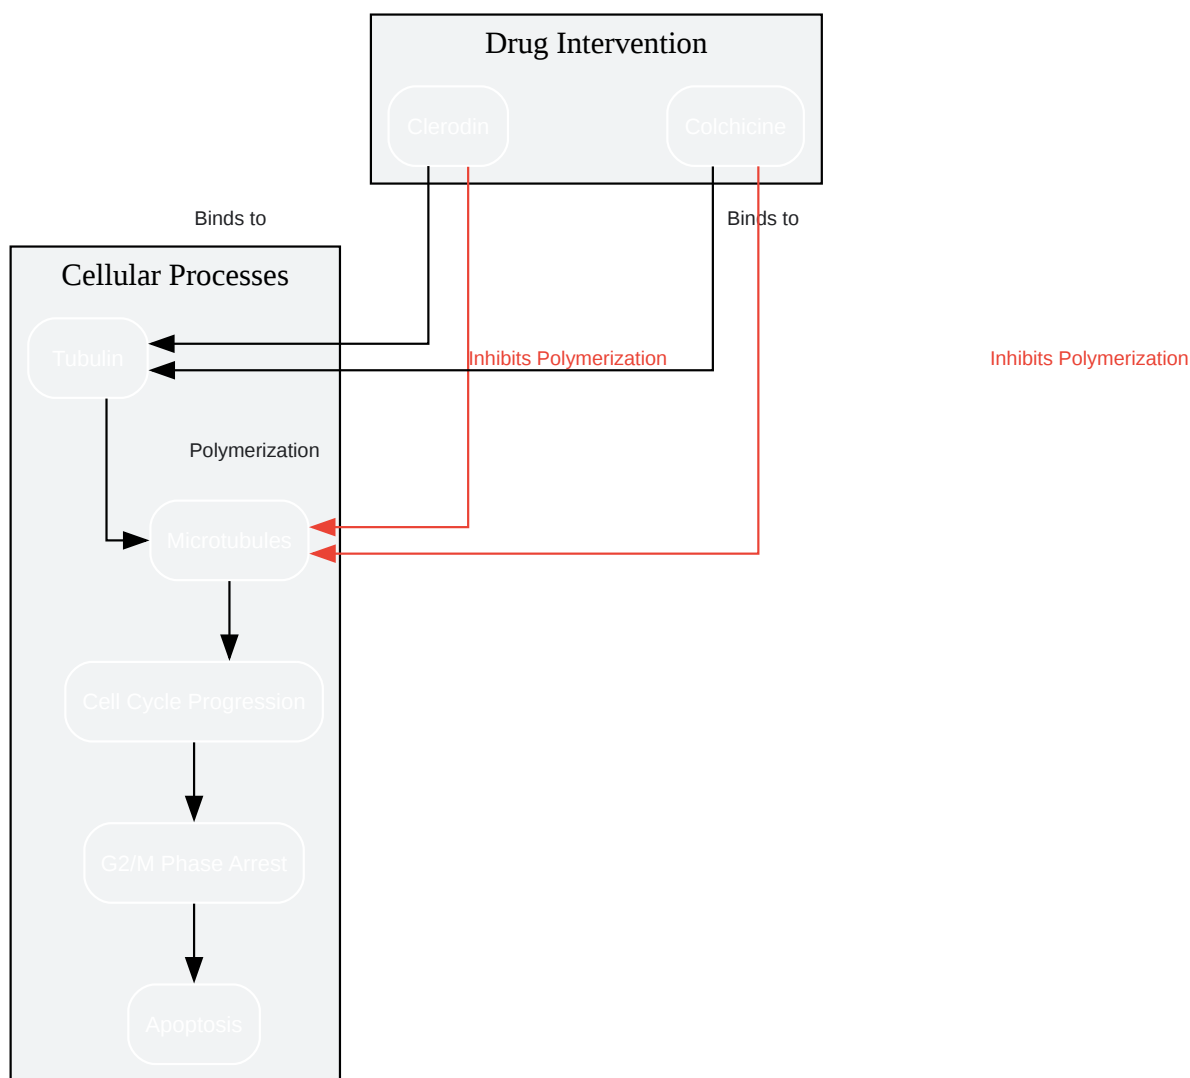 Drug Intervention
Clerodin
Colchicine
Binds to
Binds to
Cellular Processes
Tubulin
Inhibits Polymerization
Inhibits Polymerization
Polymerization
Microtubules
Cell Cycle Progression
G2/M Phase Arrest
Apoptosis